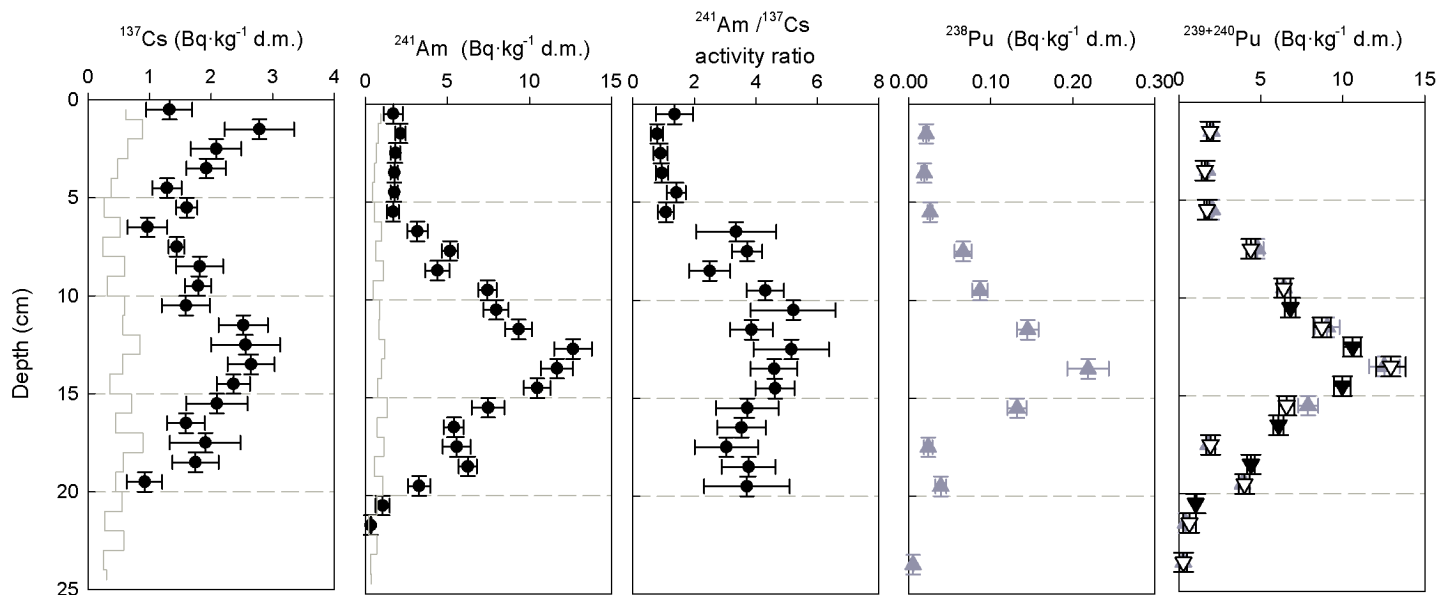 ¹³⁷Cs (Bq·kg⁻¹ d.m.)
0 1 2 3 4
²⁴¹Am (Bq·kg⁻¹ d.m.)
0 5 10 15
²⁴¹Am /¹³⁷Cs
activity ratio
0 2 4 6 8
²³⁸Pu (Bq·kg⁻¹ d.m.)
0.00 0.10 0.20 0.30
²³⁹⁺²⁴⁰Pu (Bq·kg⁻¹ d.m.)
0 5 10 15
Depth (cm)
0
5
10
15
20
25